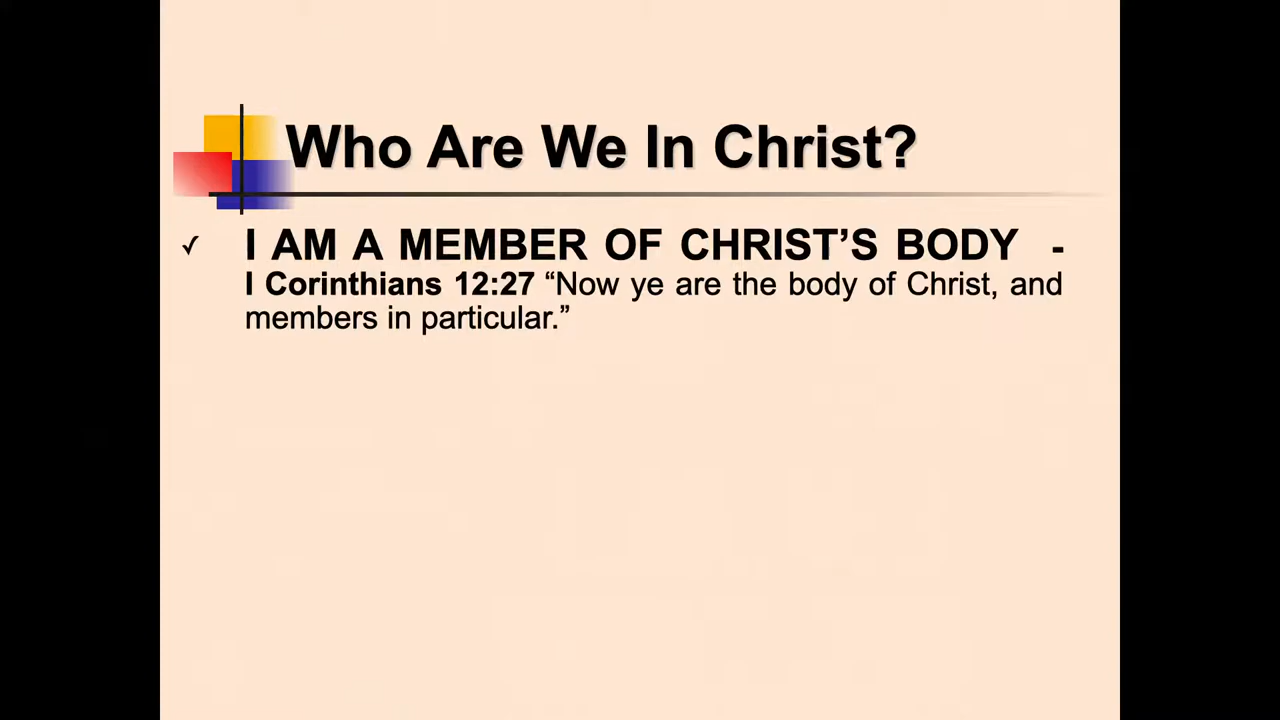 Who Are We In Christ?
✓ I AM A MEMBER OF CHRIST’S BODY -
I Corinthians 12:27 “Now ye are the body of Christ, and
members in particular.”